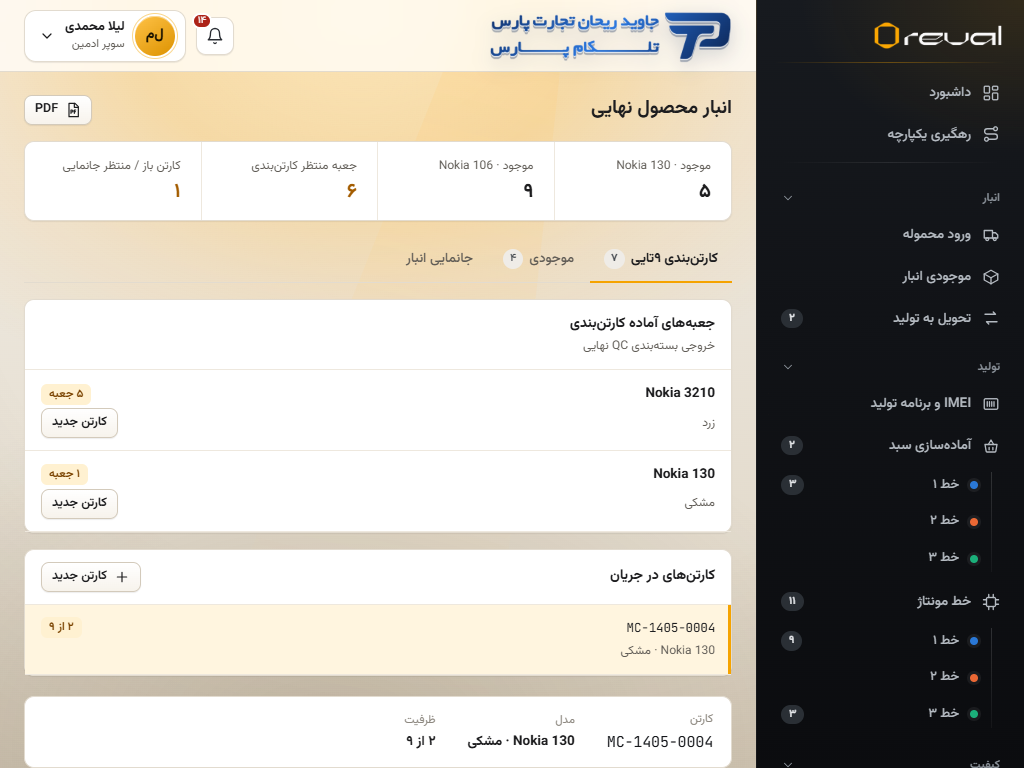 oreval
داشبورد
رهگیری یکپارچه
انبار
ورود محموله
موجودی انبار
تحویل به تولید
۲
تولید
IMEI و برنامه تولید
آماده‌سازی سبد
۲
خط ۱
۳
خط ۲
خط ۳
خط مونتاژ
۱۱
خط ۱
۹
خط ۲
خط ۳
۳
کیفیت
جاوید ریحان تجارت پارس
تلکام پارس
۱۴
ل‌م
لیلا محمدی
سوپر ادمین
انبار محصول نهایی
PDF
موجود · Nokia 130
۵
موجود · Nokia 106
۹
جعبه منتظر کارتن‌بندی
۶
کارتن باز / منتظر جانمایی
۱
کارتن‌بندی ۹تایی ۷
موجودی ۴
جانمایی انبار
جعبه‌های آماده کارتن‌بندی
خروجی بسته‌بندی QC نهایی
Nokia 3210
زرد
۵ جعبه
کارتن جدید
Nokia 130
مشکی
۱ جعبه
کارتن جدید
کارتن‌های در جریان
کارتن جدید
MC-1405-0004
Nokia 130 · مشکی
۲ از ۹
کارتن
MC-1405-0004
مدل
Nokia 130 · مشکی
ظرفیت
۲ از ۹